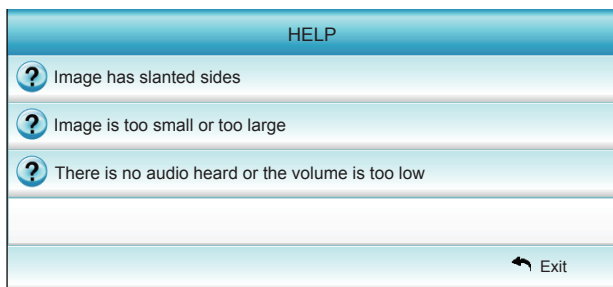 HELP
Image has slanted sides
Image is too small or too large
There is no audio heard or the volume is too low
Exit